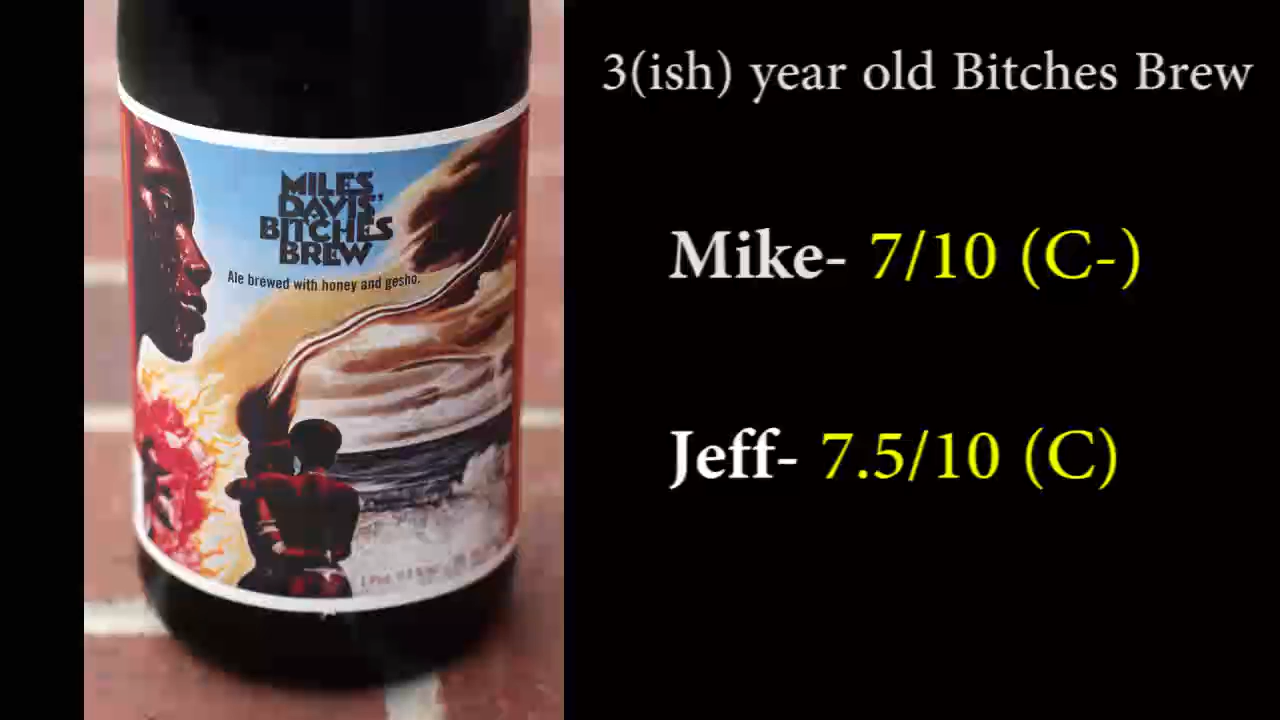 MILES
DAVIS'
BITCHES
BREW
Ale brewed with honey and gesho.
3(ish) year old Bitches Brew
Mike- 7/10 (C-)
Jeff- 7.5/10 (C)